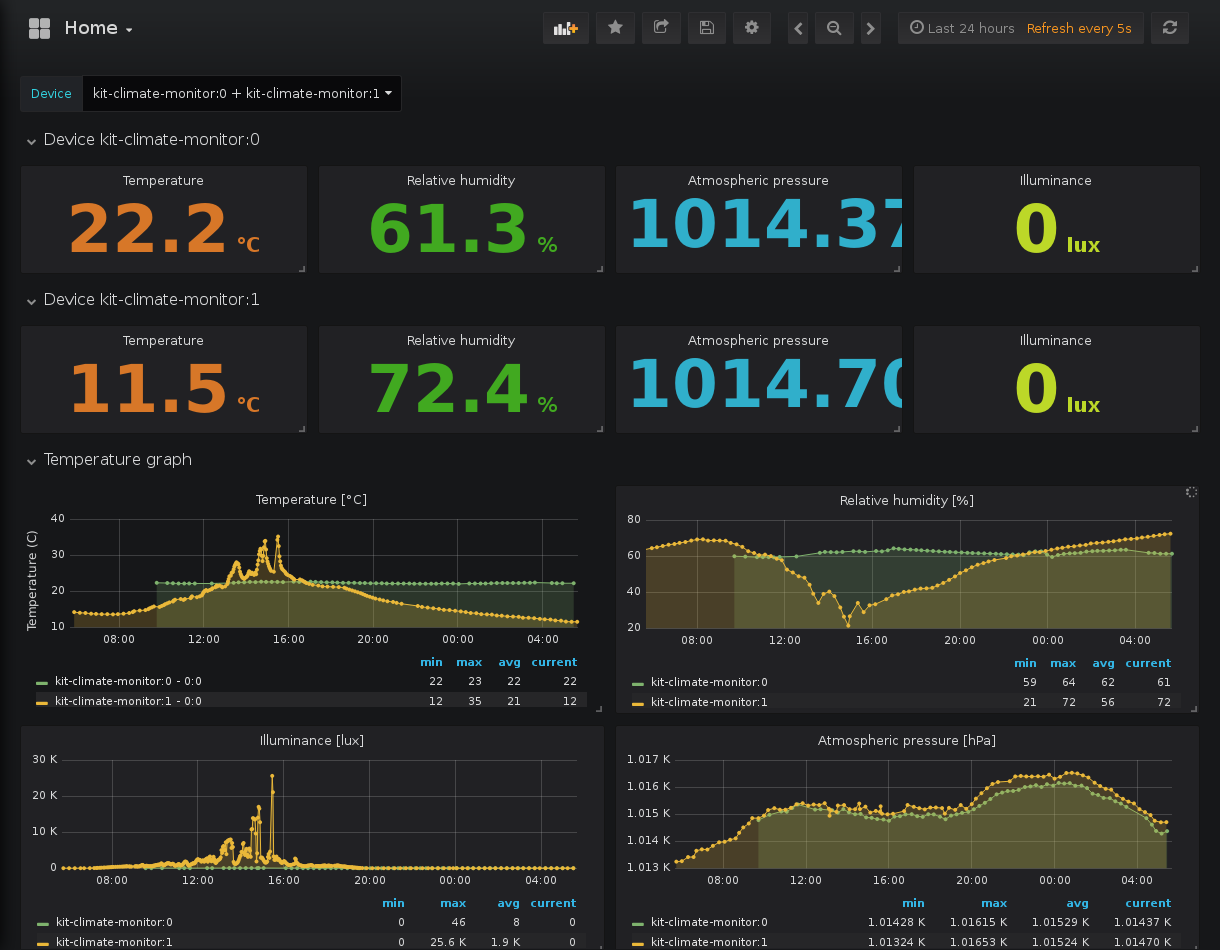 Home
Last 24 hours Refresh every 5s
Device kit-climate-monitor:0 + kit-climate-monitor:1
Device kit-climate-monitor:0
Temperature Relative humidity Atmospheric pressure Illuminance
22.2 °C 61.3 % 1014.37 0 lux
Device kit-climate-monitor:1
Temperature Relative humidity Atmospheric pressure Illuminance
11.5 °C 72.4 % 1014.70 0 lux
Temperature graph
Temperature [°C]
Temperature (C)
40
30
20
10
08:00 12:00 16:00 20:00 00:00 04:00
min max avg current
kit-climate-monitor:0 - 0:0 22 23 22 22
kit-climate-monitor:1 - 0:0 12 35 21 12
Relative humidity [%]
80
60
40
20
08:00 12:00 16:00 20:00 00:00 04:00
min max avg current
kit-climate-monitor:0 59 64 62 61
kit-climate-monitor:1 21 72 56 72
Illuminance [lux]
30 K
20 K
10 K
0
08:00 12:00 16:00 20:00 00:00 04:00
min max avg current
kit-climate-monitor:0 0 46 8 0
kit-climate-monitor:1 0 25.6 K 1.9 K 0
Atmospheric pressure [hPa]
1.017 K
1.016 K
1.015 K
1.014 K
1.013 K
08:00 12:00 16:00 20:00 00:00 04:00
min max avg current
kit-climate-monitor:0 1.01428 K 1.01615 K 1.01529 K 1.01437 K
kit-climate-monitor:1 1.01324 K 1.01653 K 1.01524 K 1.01470 K